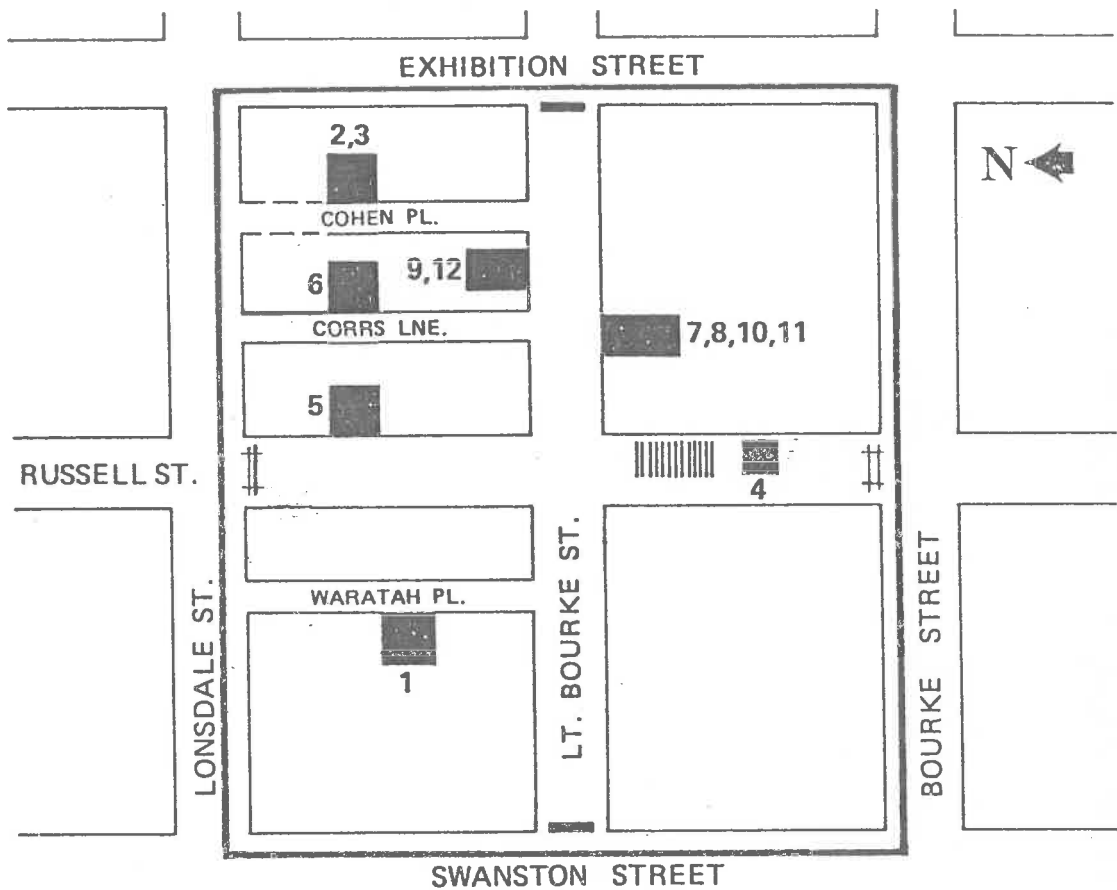 EXHIBITION STREET
2,3
N
COHEN PL.
9,12
6
CORRS LNE.
7,8,10,11
5
RUSSELL ST.
4
LT. BOURKE ST.
WARATAH PL.
LONSDALE ST.
BOURKE STREET
1
SWANSTON STREET